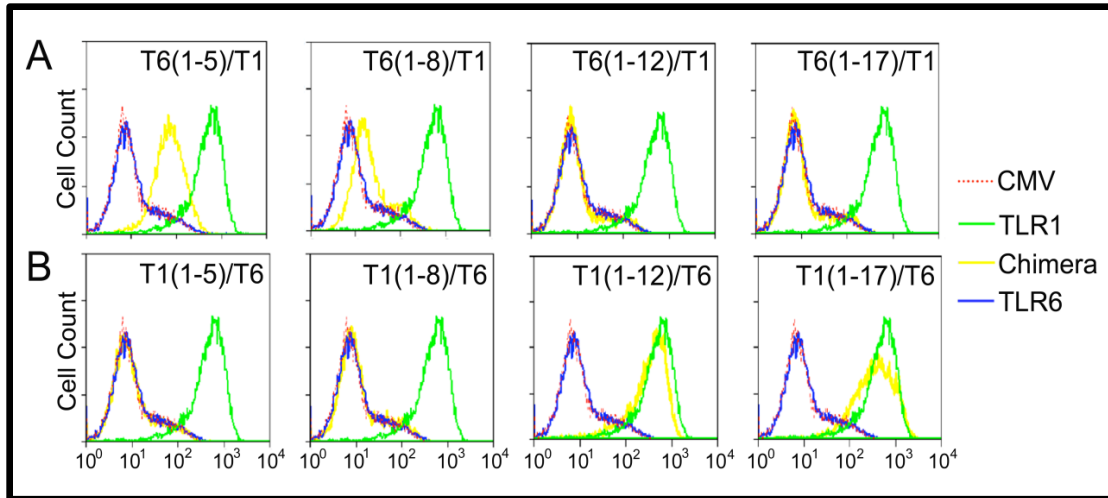 A
T6(1-5)/T1
T6(1-8)/T1
T6(1-12)/T1
T6(1-17)/T1
Cell Count
B
T1(1-5)/T6
T1(1-8)/T6
T1(1-12)/T6
T1(1-17)/T6
Cell Count
10⁰ 10¹ 10² 10³ 10⁴
10⁰ 10¹ 10² 10³ 10⁴
10⁰ 10¹ 10² 10³ 10⁴
10⁰ 10¹ 10² 10³ 10⁴
CMV
TLR1
Chimera
TLR6